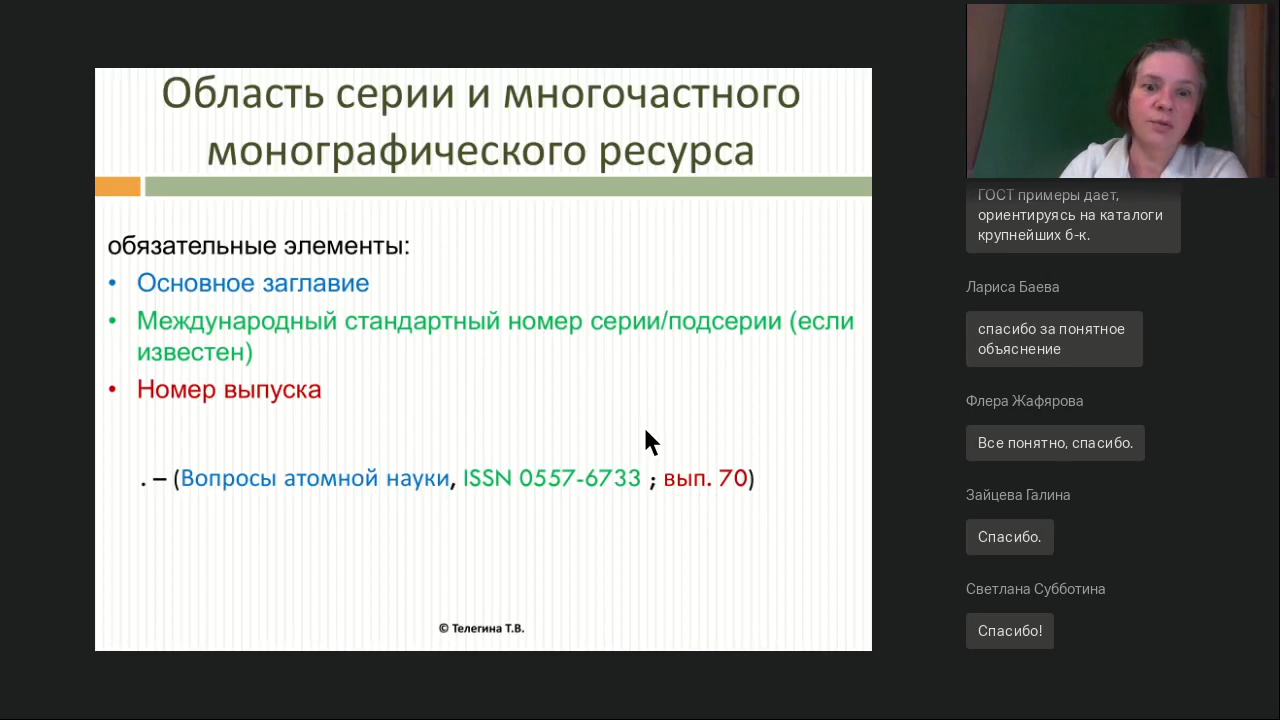 Область серии и многочастного
монографического ресурса
обязательные элементы:
• Основное заглавие
• Международный стандартный номер серии/подсерии (если
известен)
• Номер выпуска
. – (Вопросы атомной науки, ISSN 0557-6733 ; вып. 70)
© Телегина Т.В.
ГОСТ примеры дает,
ориентируясь на каталоги
крупнейших б-к.
Лариса Баева
спасибо за понятное
объяснение
Флера Жафярова
Все понятно, спасибо.
Зайцева Галина
Спасибо.
Светлана Субботина
Спасибо!